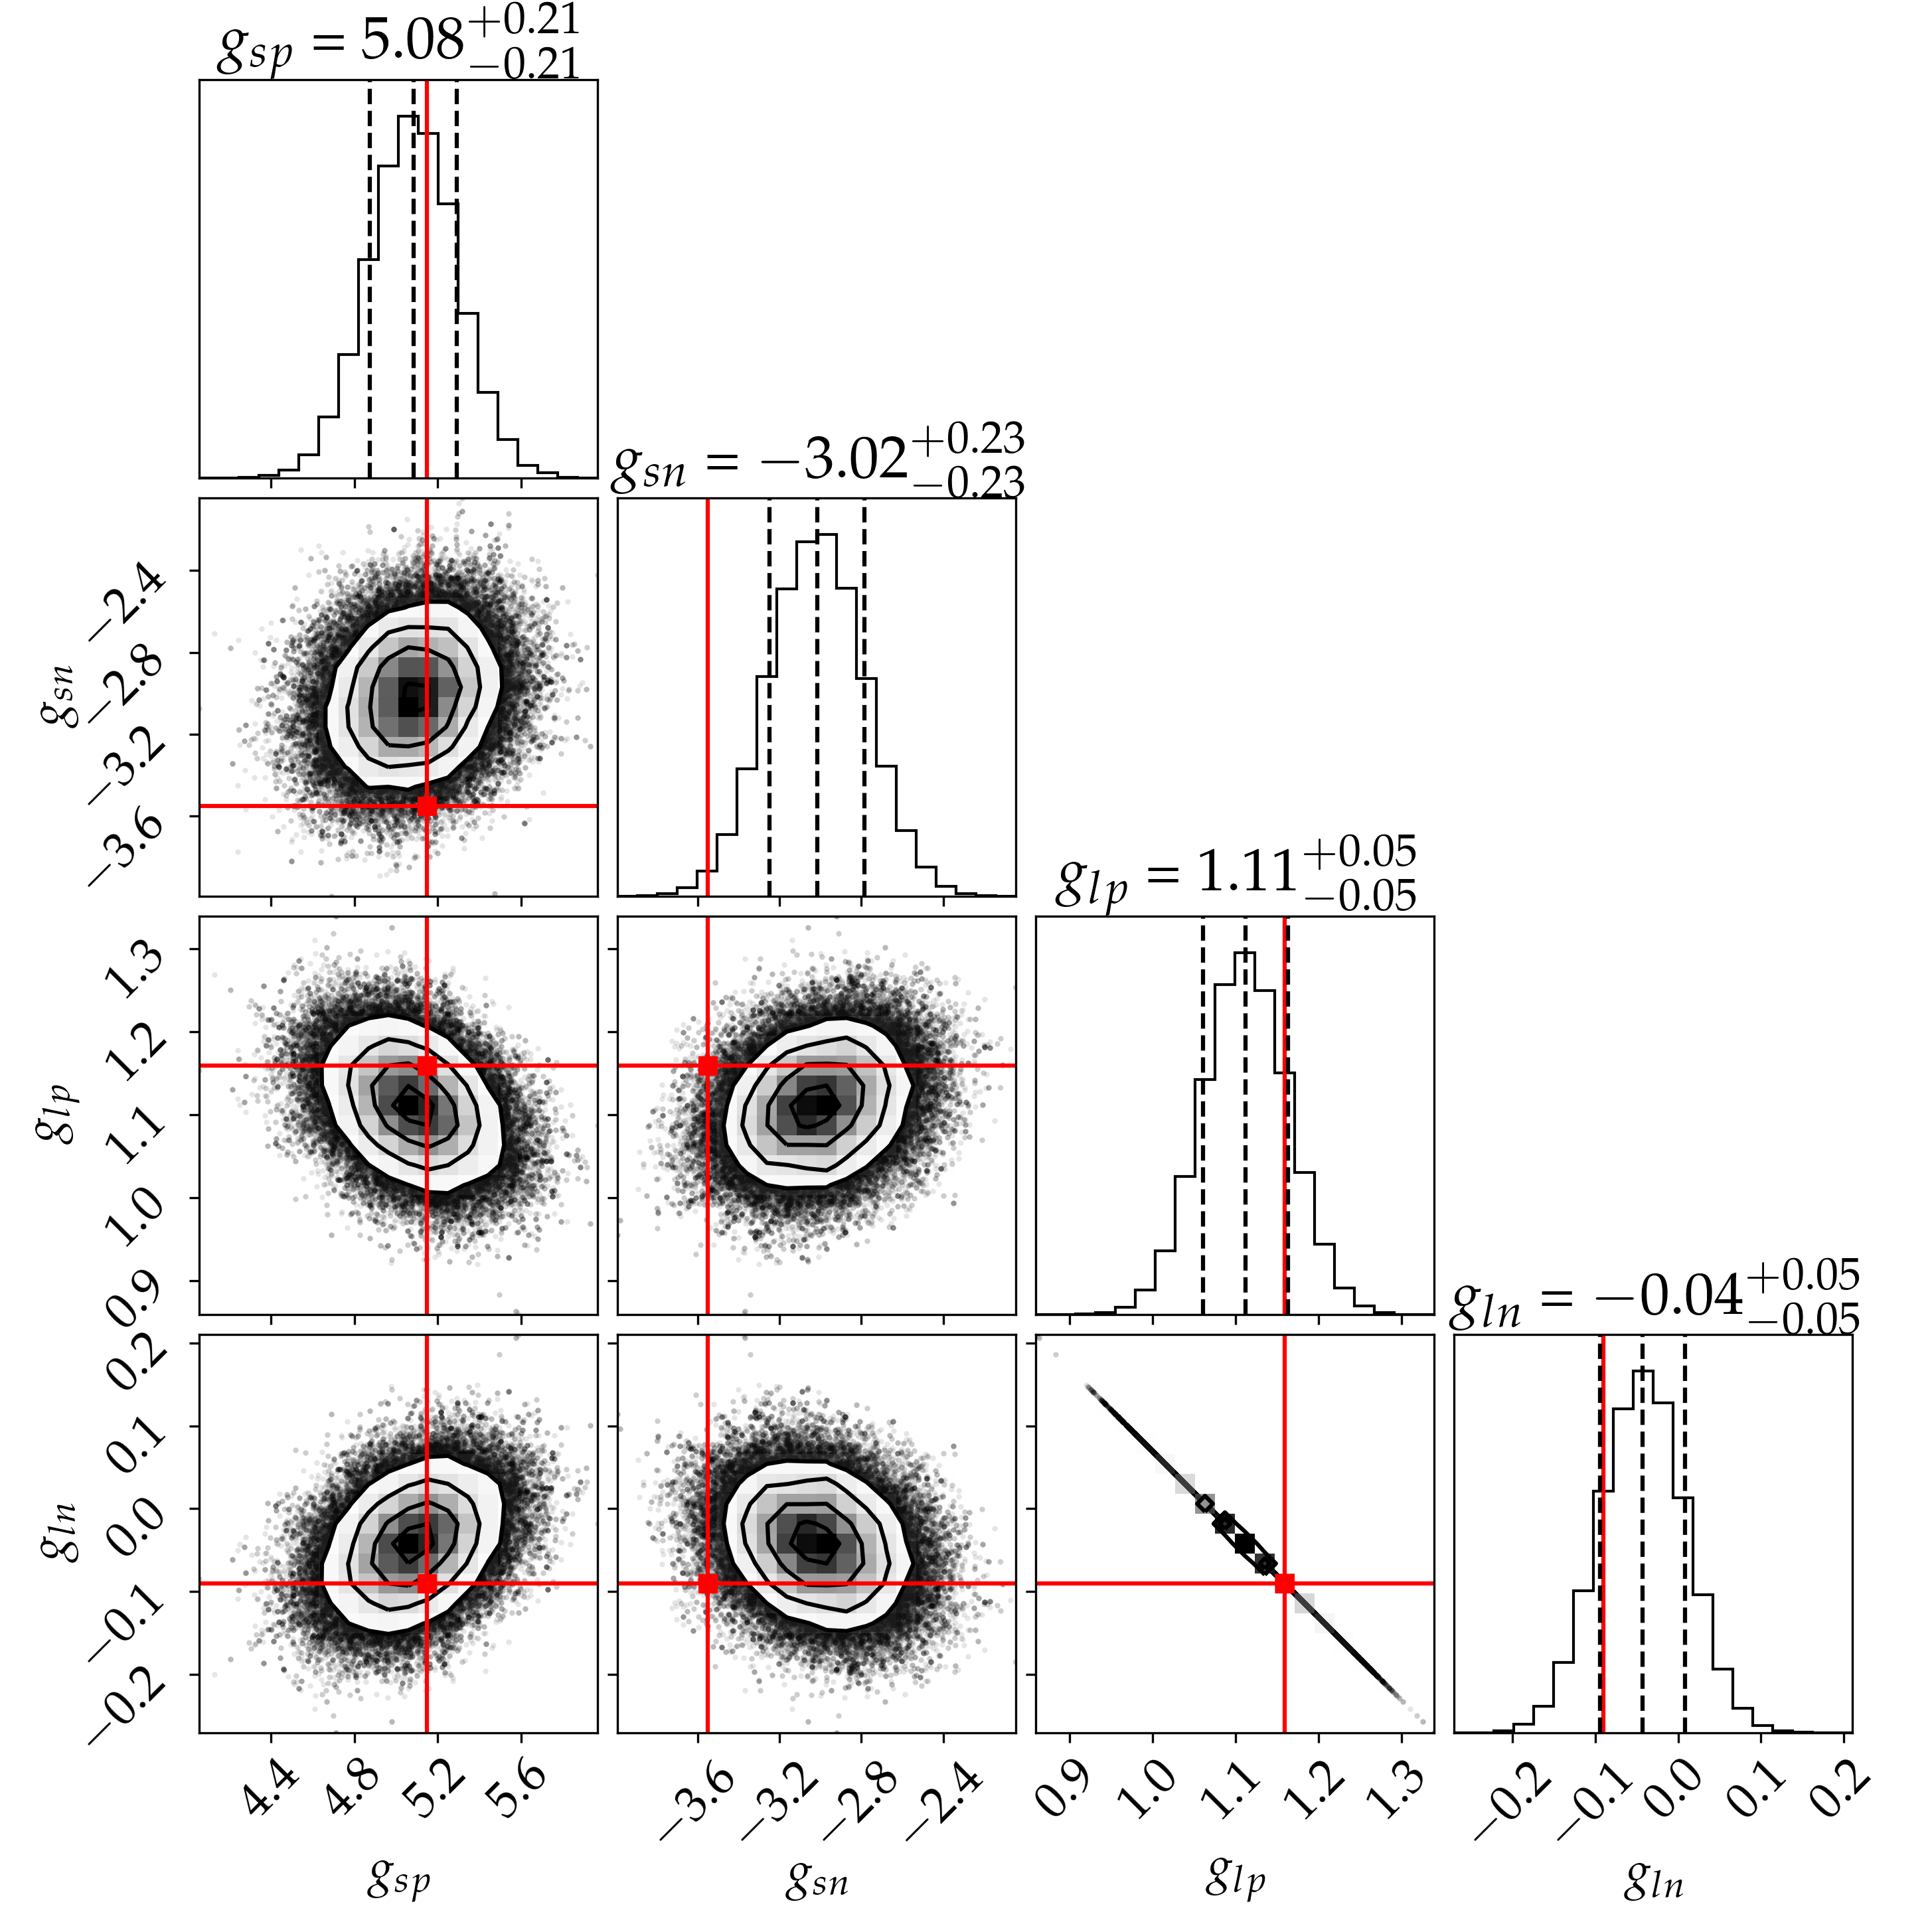 g_sp = 5.08 +0.21 −0.21
g_sn = −3.02 +0.23 −0.23
−2.4
−2.8
−3.2
−3.6
g_sn
g_lp = 1.11 +0.05 −0.05
1.3
1.2
1.1
1.0
0.9
g_lp
g_ln = −0.04 +0.05 −0.05
0.2
0.1
0.0
−0.1
−0.2
g_ln
4.4 4.8 5.2 5.6
−3.6 −3.2 −2.8 −2.4
0.9 1.0 1.1 1.2 1.3
−0.2 −0.1 0.0 0.1 0.2
g_sp g_sn g_lp g_ln